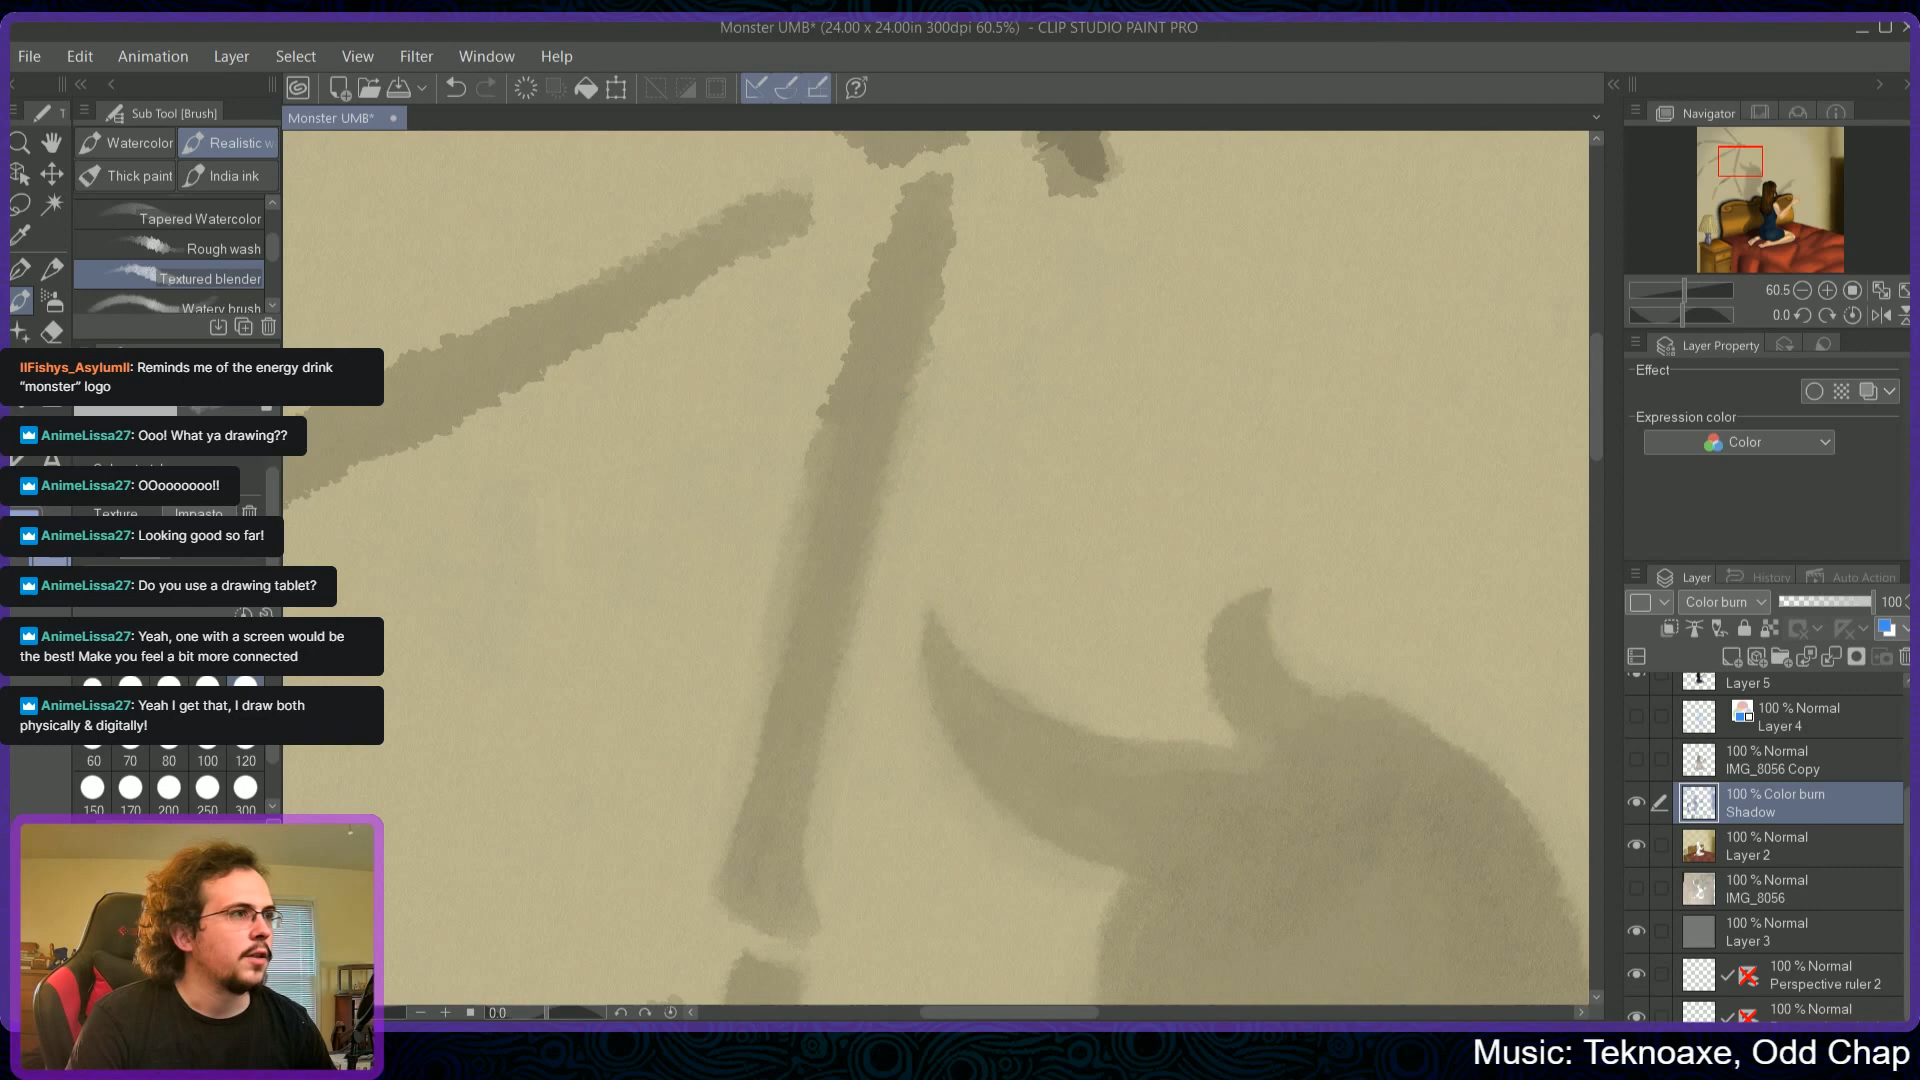 Monster UMB* (24.00 x 24.00in 300dpi 60.5%) - CLIP STUDIO PAINT PRO
File Edit Animation Layer Select View Filter Window Help
Sub Tool [Brush]
Monster UMB*
Navigator
Watercolor
Realistic w
Thick paint
India ink
Tapered Watercolor
Rough wash
Textured blender
Watery brush
60.5
0.0
Layer Property
Effect
Expression color
Color
IIFishys_AsylumII: Reminds me of the energy drink
“monster” logo
AnimeLissa27: Ooo! What ya drawing??
AnimeLissa27: OOooooooo!!
Texture Impasto
AnimeLissa27: Looking good so far!
AnimeLissa27: Do you use a drawing tablet?
AnimeLissa27: Yeah, one with a screen would be
the best! Make you feel a bit more connected
AnimeLissa27: Yeah I get that, I draw both
physically & digitally!
60 70 80 100 120
150 170 200 250 300
Layer History Auto Action
Color burn
100
Layer 5
100 % Normal
Layer 4
100 % Normal
IMG_8056 Copy
100 % Color burn
Shadow
100 % Normal
Layer 2
100 % Normal
IMG_8056
100 % Normal
Layer 3
100 % Normal
Perspective ruler 2
100 % Normal
0.0
Music: Teknoaxe, Odd Chap